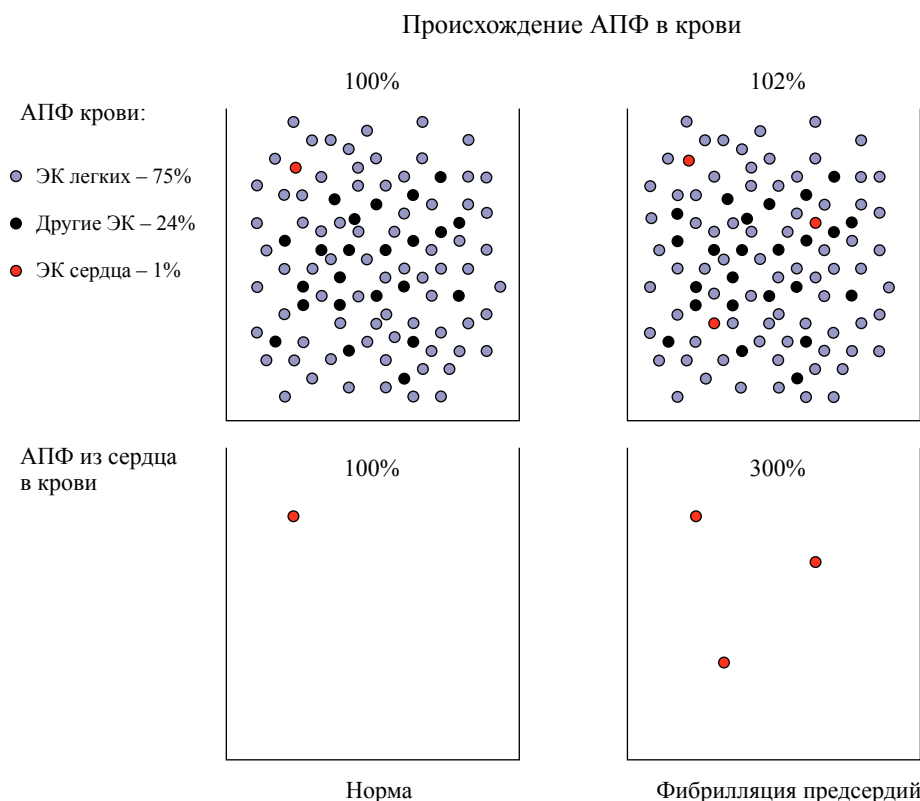 Происхождение АПФ в крови
100%
102%
АПФ крови:
ЭК легких – 75%
Другие ЭК – 24%
ЭК сердца – 1%
АПФ из сердца
в крови
100%
300%
Норма
Фибрилляция предсердий